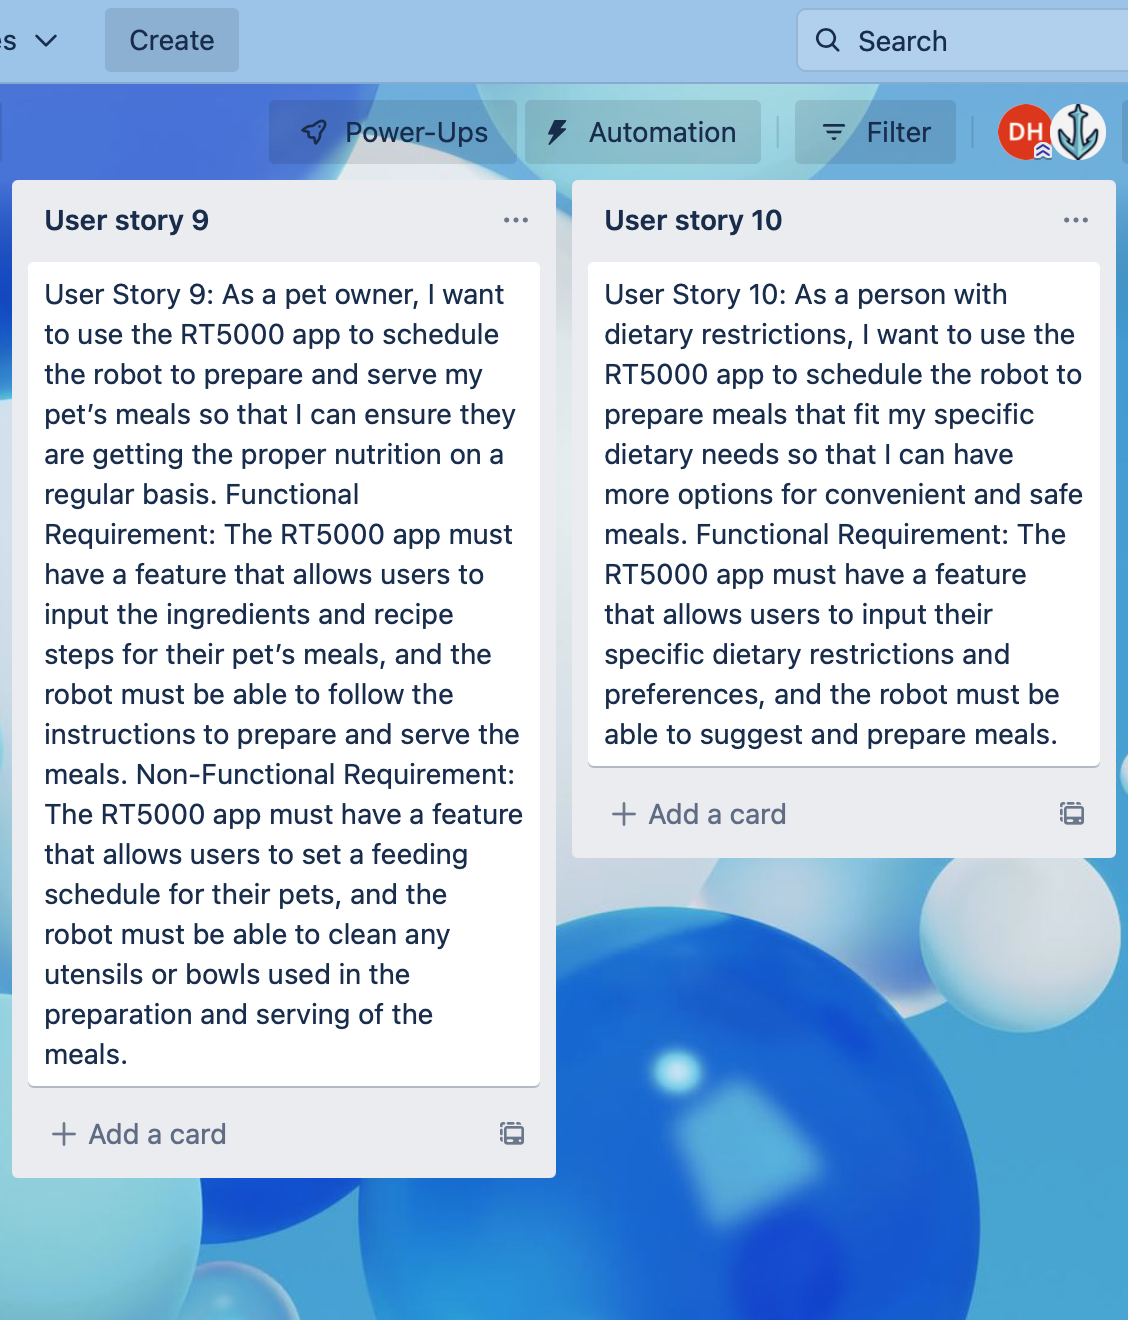 Create
Search
Power-Ups
Automation
Filter
DH
User story 9
User Story 9: As a pet owner, I want
to use the RT5000 app to schedule
the robot to prepare and serve my
pet’s meals so that I can ensure they
are getting the proper nutrition on a
regular basis. Functional
Requirement: The RT5000 app must
have a feature that allows users to
input the ingredients and recipe
steps for their pet’s meals, and the
robot must be able to follow the
instructions to prepare and serve the
meals. Non-Functional Requirement:
The RT5000 app must have a feature
that allows users to set a feeding
schedule for their pets, and the
robot must be able to clean any
utensils or bowls used in the
preparation and serving of the
meals.
Add a card
User story 10
User Story 10: As a person with
dietary restrictions, I want to use the
RT5000 app to schedule the robot to
prepare meals that fit my specific
dietary needs so that I can have
more options for convenient and safe
meals. Functional Requirement: The
RT5000 app must have a feature
that allows users to input their
specific dietary restrictions and
preferences, and the robot must be
able to suggest and prepare meals.
Add a card